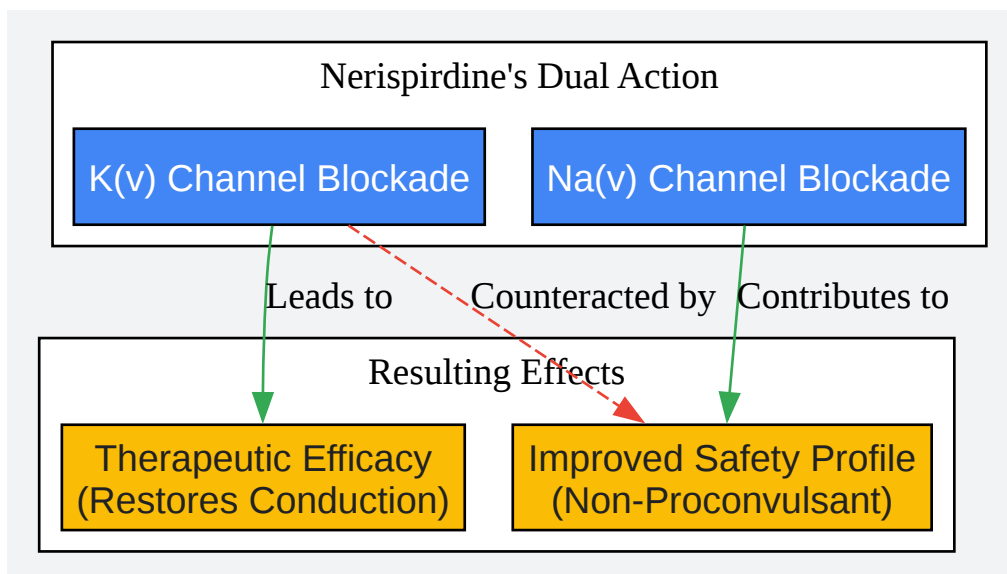 Nerispirdine's Dual Action
K(v) Channel Blockade
Na(v) Channel Blockade
Leads to
Counteracted by
Contributes to
Resulting Effects
Therapeutic Efficacy
(Restores Conduction)
Improved Safety Profile
(Non-Proconvulsant)